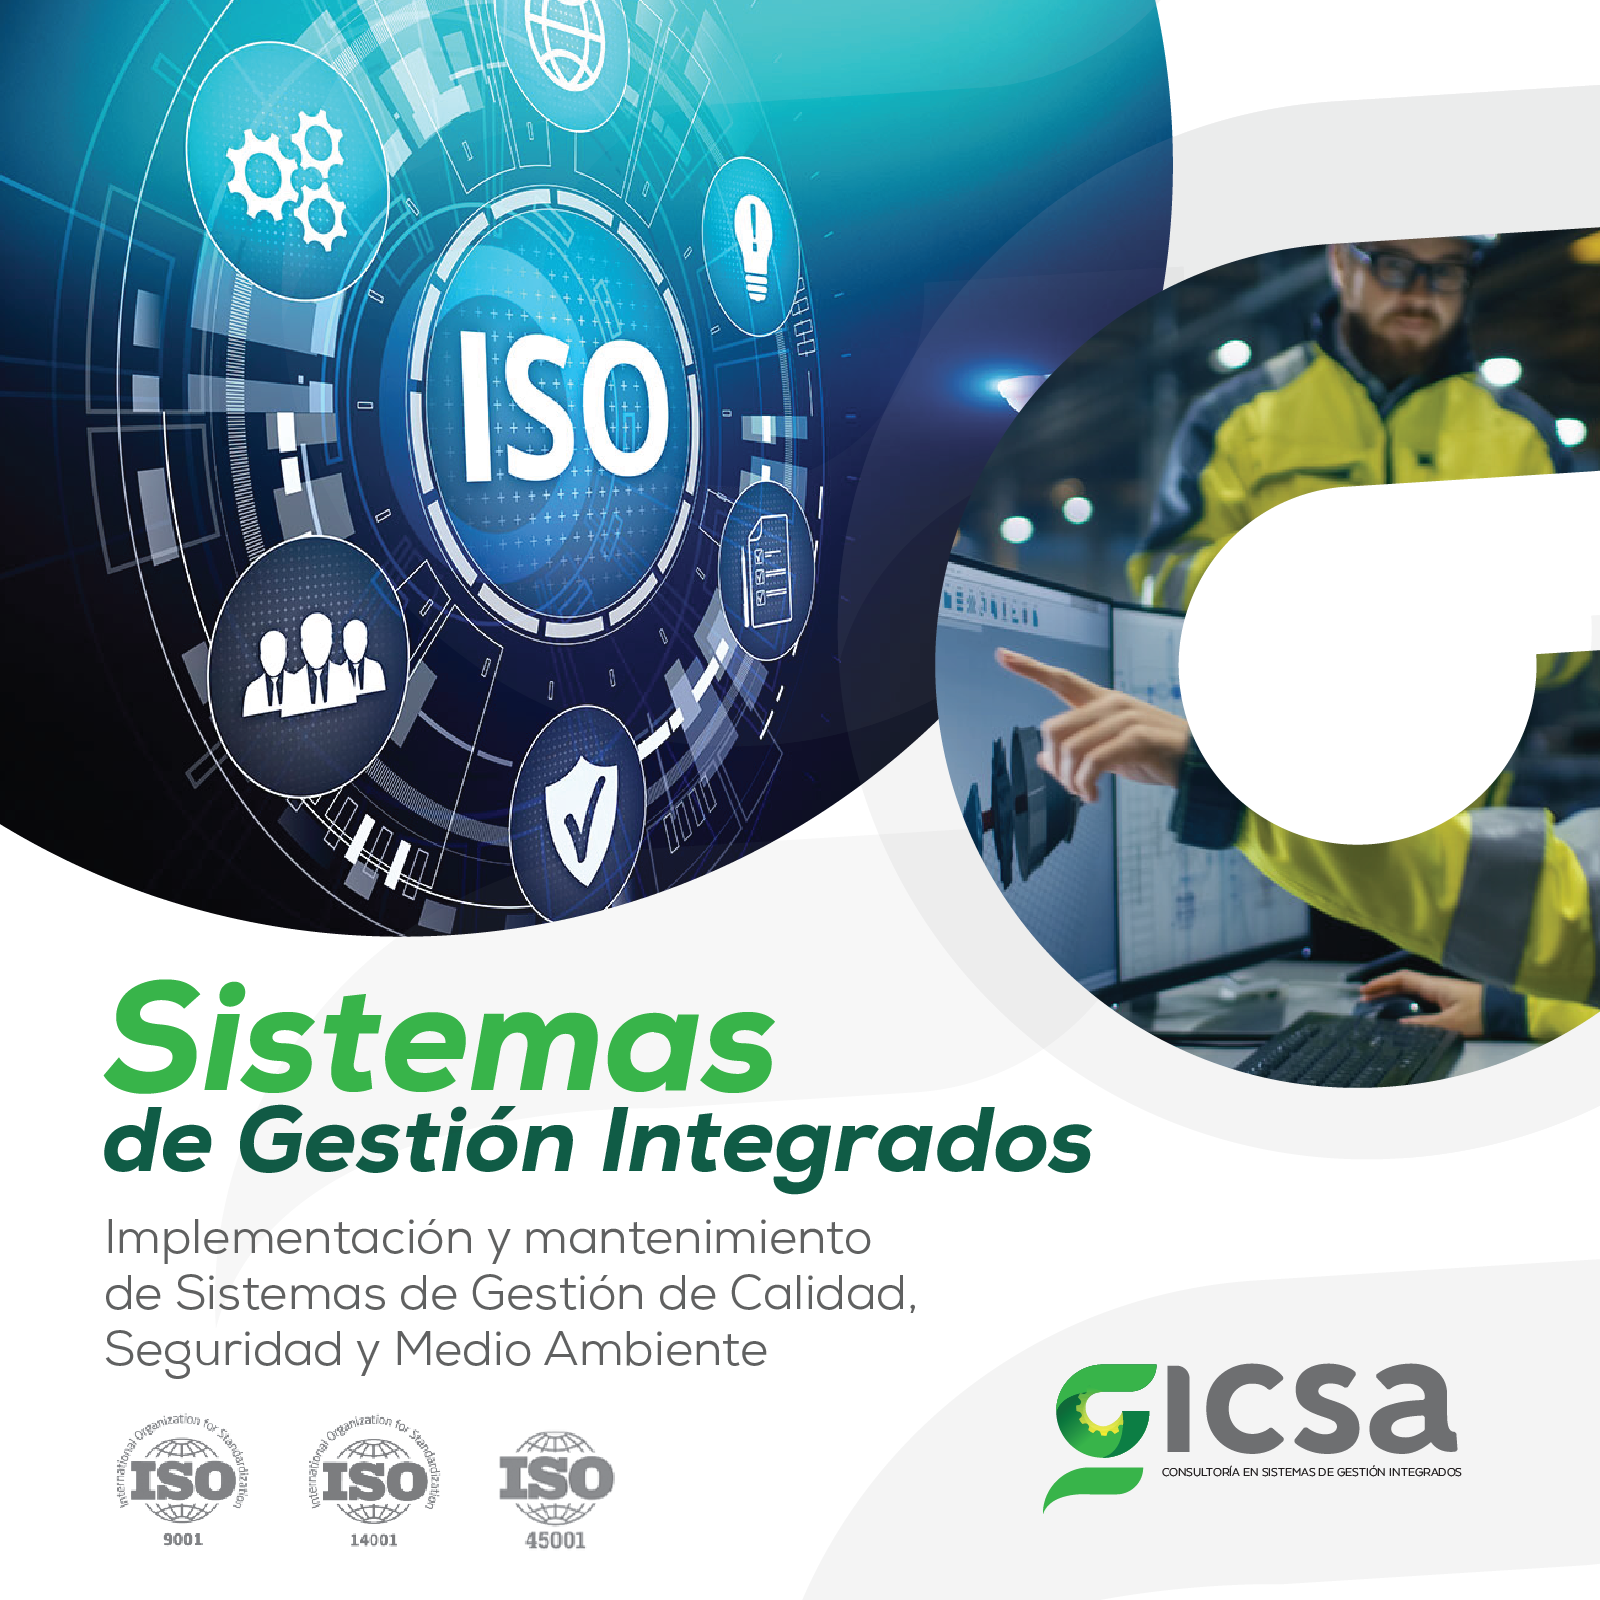 ISO
Sistemas
de Gestión Integrados
Implementación y mantenimiento
de Sistemas de Gestión de Calidad,
Seguridad y Medio Ambiente
International Organization for Standardization
ISO
9001
International Organization for Standardization
ISO
14001
ISO
45001
gicsa
CONSULTORÍA EN SISTEMAS DE GESTIÓN INTEGRADOS